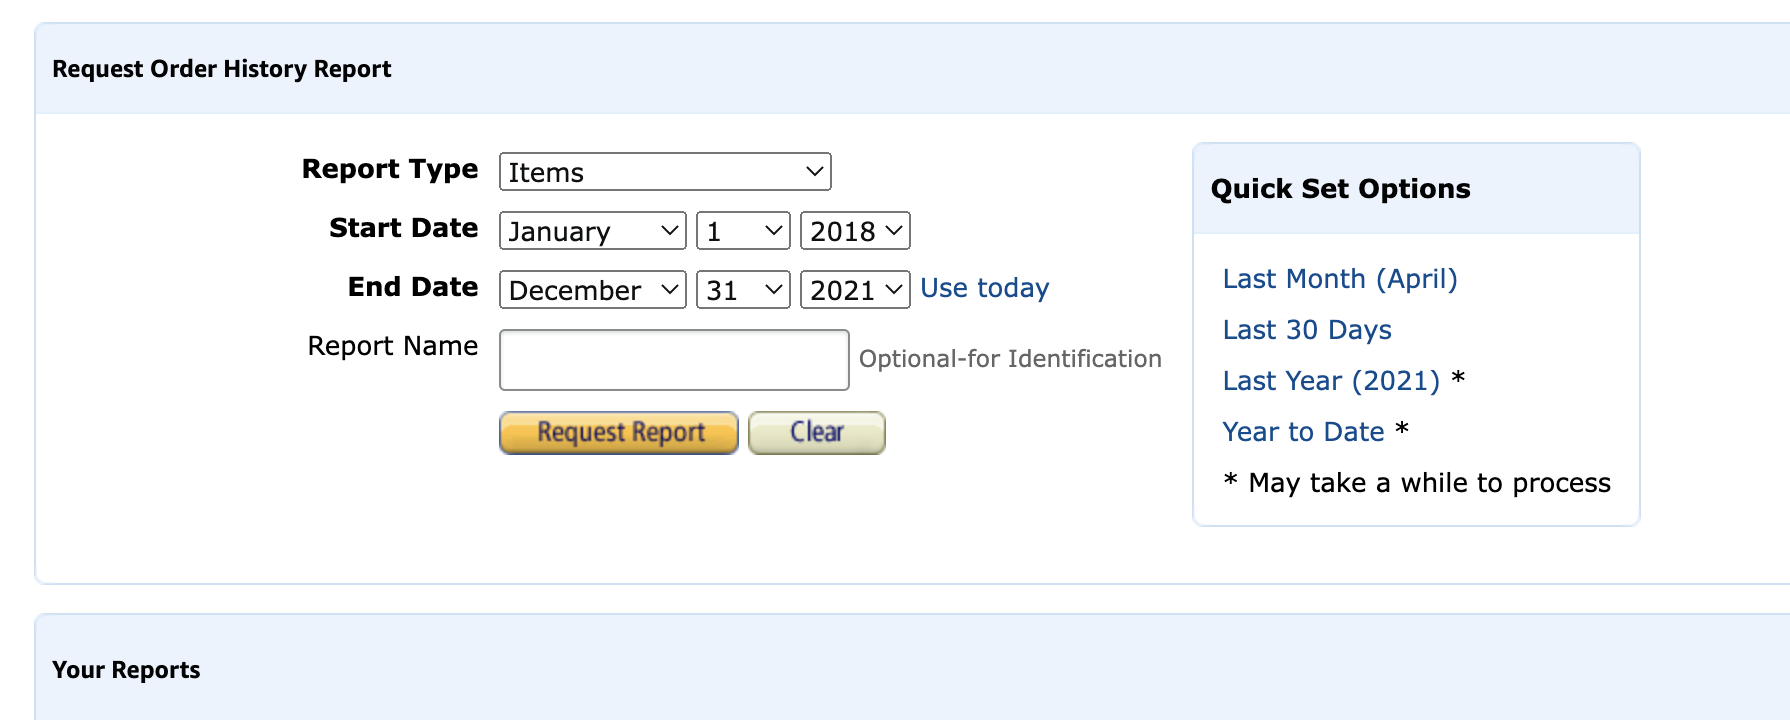 Request Order History Report
Report Type Items
Start Date January 1 2018
End Date December 31 2021 Use today
Report Name Optional-for Identification
Request Report Clear
Quick Set Options
Last Month (April)
Last 30 Days
Last Year (2021) *
Year to Date *
* May take a while to process
Your Reports